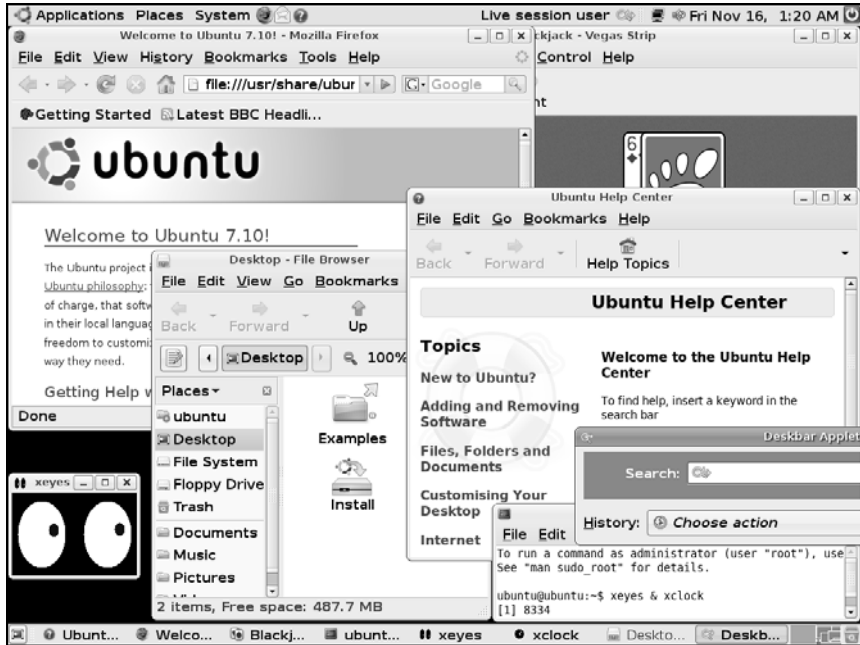 Applications Places System
Live session user Fri Nov 16, 1:20 AM
Welcome to Ubuntu 7.10! - Mozilla Firefox
File Edit View History Bookmarks Tools Help
file:///usr/share/ubur
Google
Getting Started Latest BBC Headli...
ubuntu
Welcome to Ubuntu 7.10!
The Ubuntu project i
Ubuntu philosophy:
of charge, that softw
in their local languag
freedom to customiz
way they need.
Getting Help w
Done
ckjack - Vegas Strip
Control Help
nt
6
Desktop - File Browser
File Edit View Go Bookmarks
Back Forward Up
Desktop 100%
Places
ubuntu
Desktop
File System
Floppy Drive
Trash
Documents
Music
Pictures
Examples
Install
2 items, Free space: 487.7 MB
Ubuntu Help Center
File Edit Go Bookmarks Help
Back Forward Help Topics
Ubuntu Help Center
Topics
New to Ubuntu?
Adding and Removing
Software
Files, Folders and
Documents
Customising Your
Desktop
Internet
Welcome to the Ubuntu Help
Center
To find help, insert a keyword in the
search bar
Deskbar Applet
Search:
History: Choose action
xeyes
File Edit
To run a command as administrator (user "root"), use
See "man sudo_root" for details.
ubuntu@ubuntu:~$ xeyes & xclock
[1] 8334
Ubunt... Welco... Blackj... ubunt... xeyes xclock Deskto... Deskb...